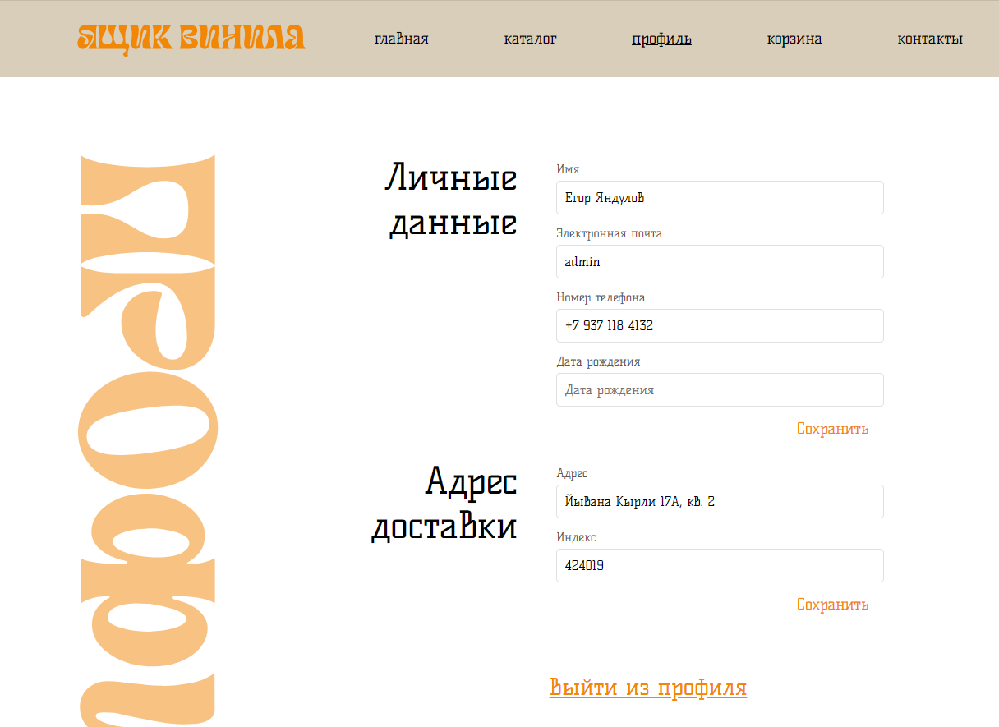 ящик винила
главная
каталог
профиль
корзина
контакты
Личные
данные
Имя
Егор Яндулов
Электронная почта
admin
Номер телефона
+7 937 118 4132
Дата рождения
Дата рождения
Сохранить
Адрес
доставки
Адрес
Йывана Кырли 17А, кв. 2
Индекс
424019
Сохранить
Выйти из профиля